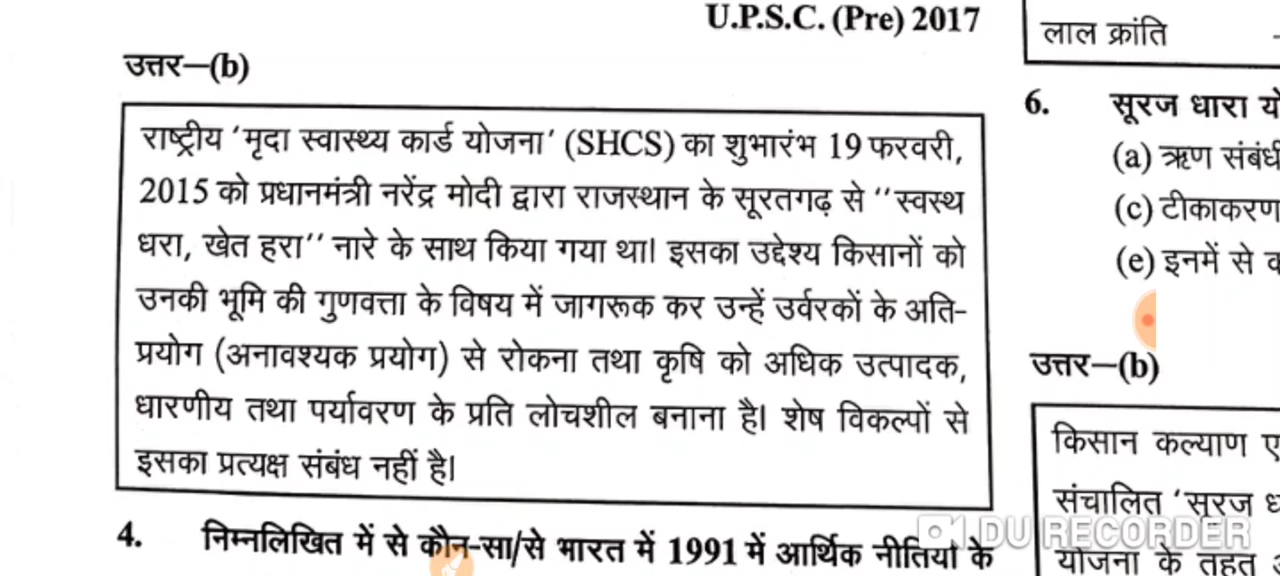 U.P.S.C. (Pre) 2017
उत्तर—(b)
राष्ट्रीय ‘मृदा स्वास्थ्य कार्ड योजना’ (SHCS) का शुभारंभ 19 फरवरी,
2015 को प्रधानमंत्री नरेंद्र मोदी द्वारा राजस्थान के सूरतगढ़ से ‘‘स्वस्थ
धरा, खेत हरा’’ नारे के साथ किया गया था। इसका उद्देश्य किसानों को
उनकी भूमि की गुणवत्ता के विषय में जागरूक कर उन्हें उर्वरकों के अति-
प्रयोग (अनावश्यक प्रयोग) से रोकना तथा कृषि को अधिक उत्पादक,
धारणीय तथा पर्यावरण के प्रति लोचशील बनाना है। शेष विकल्पों से
इसका प्रत्यक्ष संबंध नहीं है।
4. निम्नलिखित में से कौन-सा/से भारत में 1991 में आर्थिक नीतियों के
लाल क्रांति -
6. सूरज धारा
(a) ऋण
(c) टीकाकरण
(e) इनमें से
उत्तर—(b)
किसान कल्याण
संचालित ‘सूरज
योजना के तहत
DU RECORDER